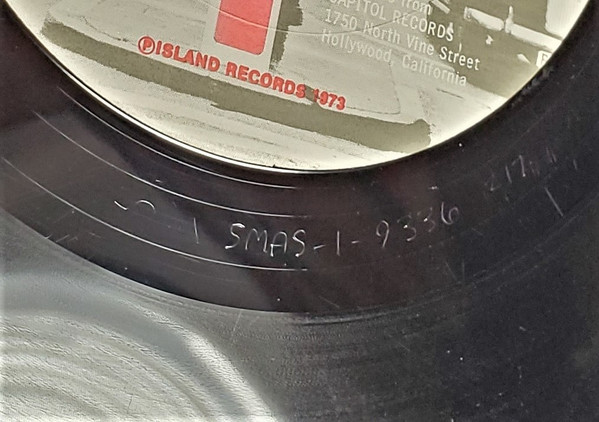 from
CAPITOL RECORDS
1750 North Vine Street
Hollywood, California
℗ISLAND RECORDS 1973
SMAS-1-9336